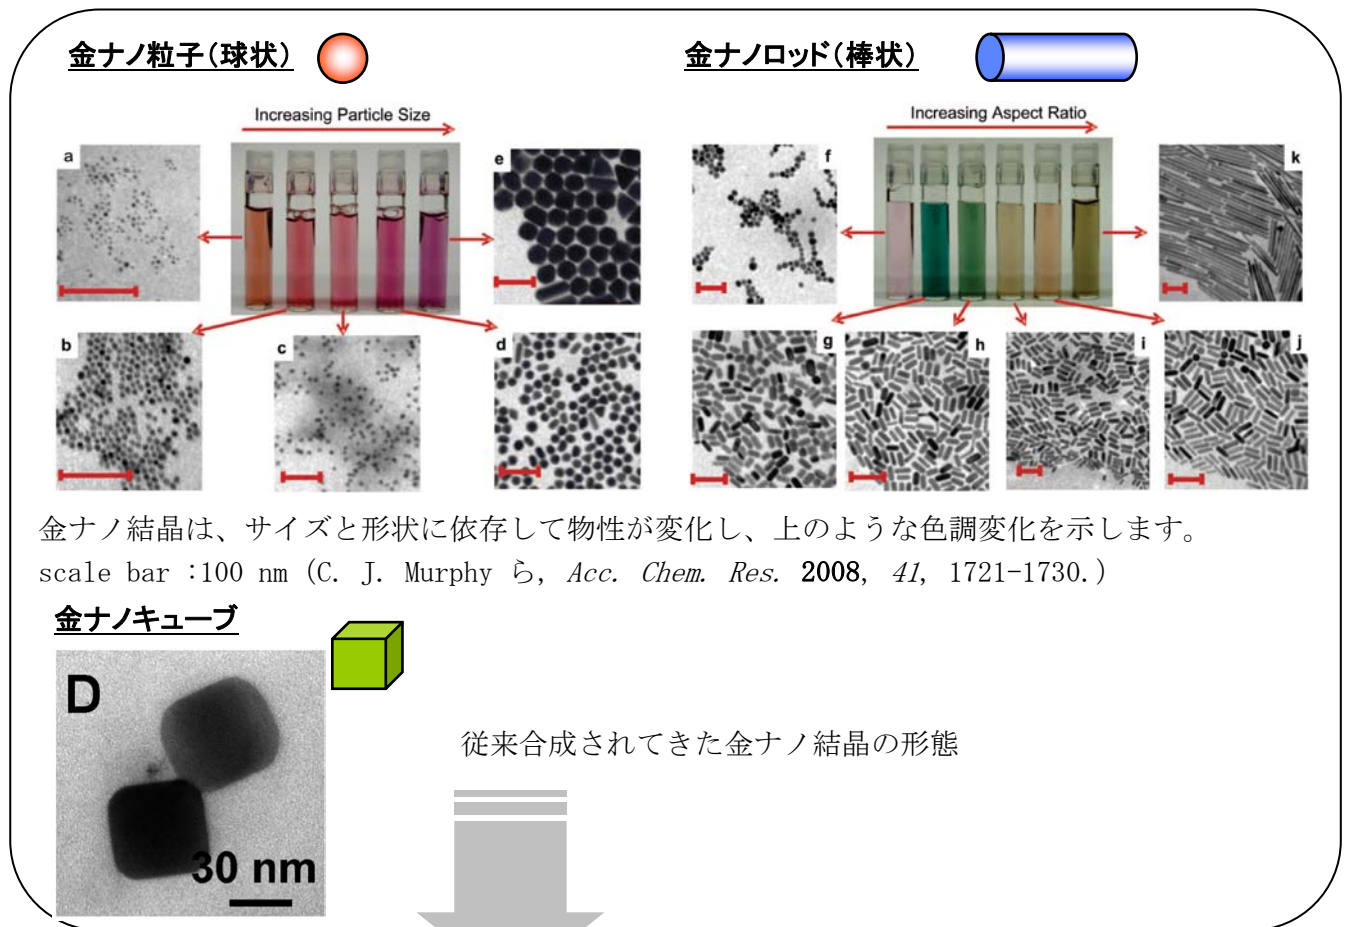 金ナノ粒子(球状)
金ナノロッド(棒状)
Increasing Particle Size
a
e
b
c
d
Increasing Aspect Ratio
f
k
g
h
i
j
金ナノ結晶は、サイズと形状に依存して物性が変化し、上のような色調変化を示します。
scale bar :100 nm (C. J. Murphy ら, Acc. Chem. Res. 2008, 41, 1721-1730.)
金ナノキューブ
D
30 nm
従来合成されてきた金ナノ結晶の形態